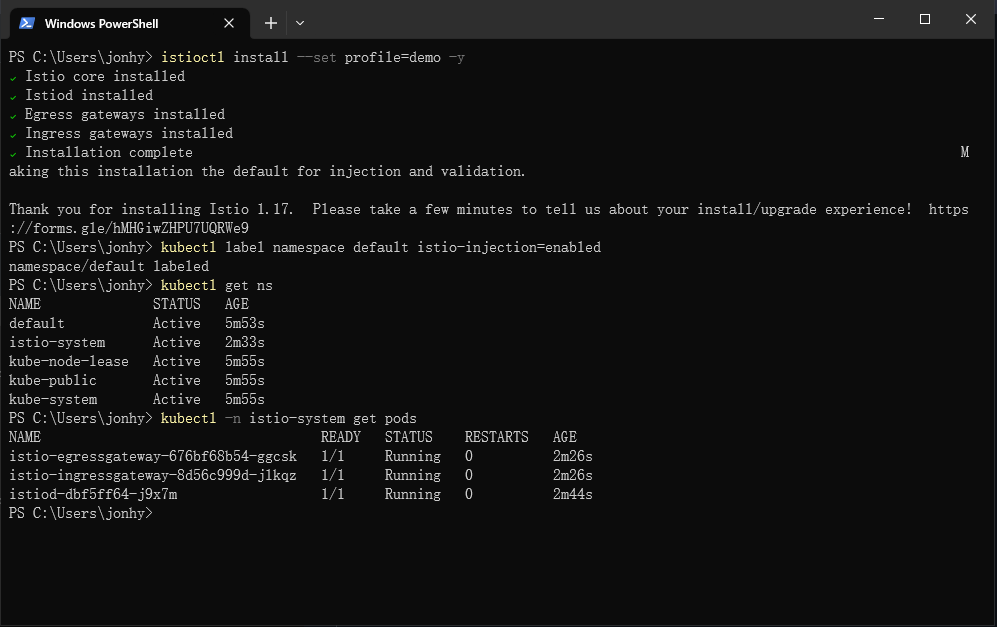 Windows PowerShell
PS C:\Users\jonhy> istioctl install --set profile=demo -y
✓ Istio core installed
✓ Istiod installed
✓ Egress gateways installed
✓ Ingress gateways installed
✓ Installation complete M
aking this installation the default for injection and validation.
Thank you for installing Istio 1.17.  Please take a few minutes to tell us about your install/upgrade experience!  https
://forms.gle/hMHGiwZHPU7UQRWe9
PS C:\Users\jonhy> kubectl label namespace default istio-injection=enabled
namespace/default labeled
PS C:\Users\jonhy> kubectl get ns
NAME STATUS AGE
default Active 5m53s
istio-system Active 2m33s
kube-node-lease Active 5m55s
kube-public Active 5m55s
kube-system Active 5m55s
PS C:\Users\jonhy> kubectl -n istio-system get pods
NAME READY STATUS RESTARTS AGE
istio-egressgateway-676bf68b54-ggcsk 1/1 Running 0 2m26s
istio-ingressgateway-8d56c999d-jlkqz 1/1 Running 0 2m26s
istiod-dbf5ff64-j9x7m 1/1 Running 0 2m44s
PS C:\Users\jonhy>